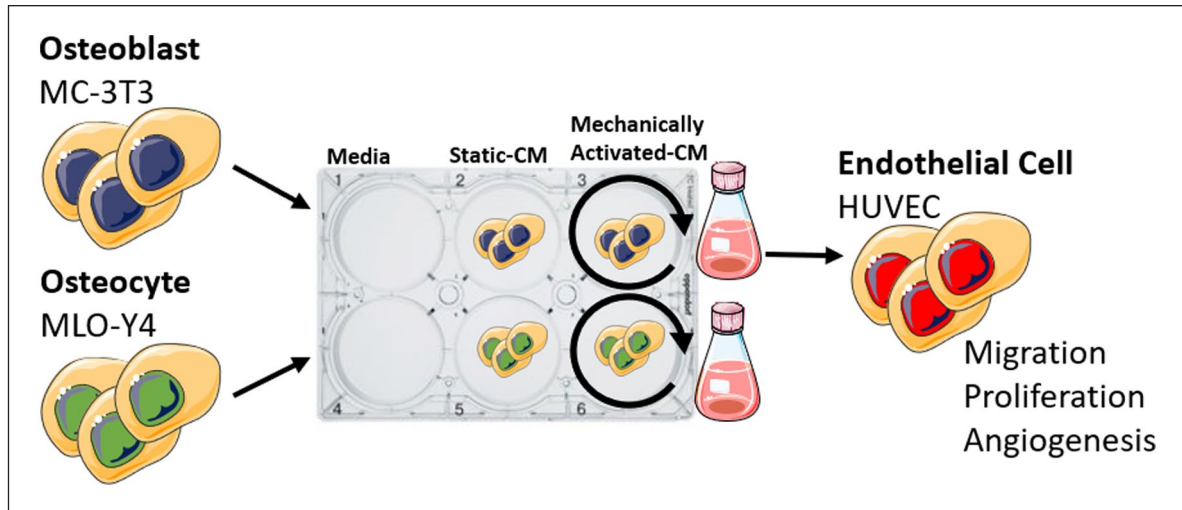 Osteoblast
MC-3T3
Osteocyte
MLO-Y4
Media
Static-CM
Mechanically
Activated-CM
1
2
3
4
5
6
eppendorf
Endothelial Cell
HUVEC
Migration
Proliferation
Angiogenesis